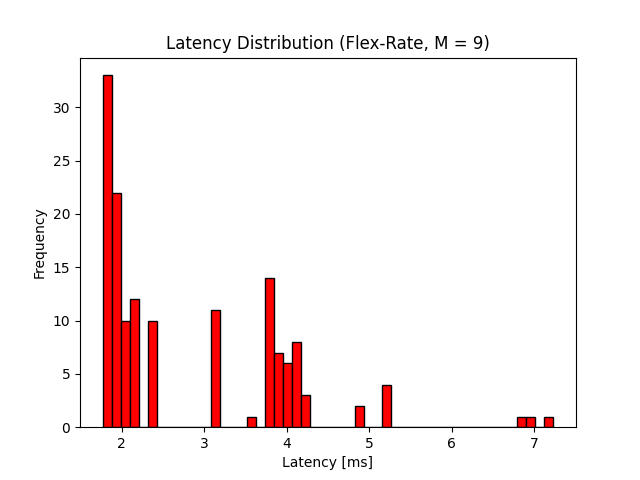 Latency Distribution (Flex-Rate, M = 9)
30
25
20
15
10
5
0
Frequency
2 3 4 5 6 7
Latency [ms]